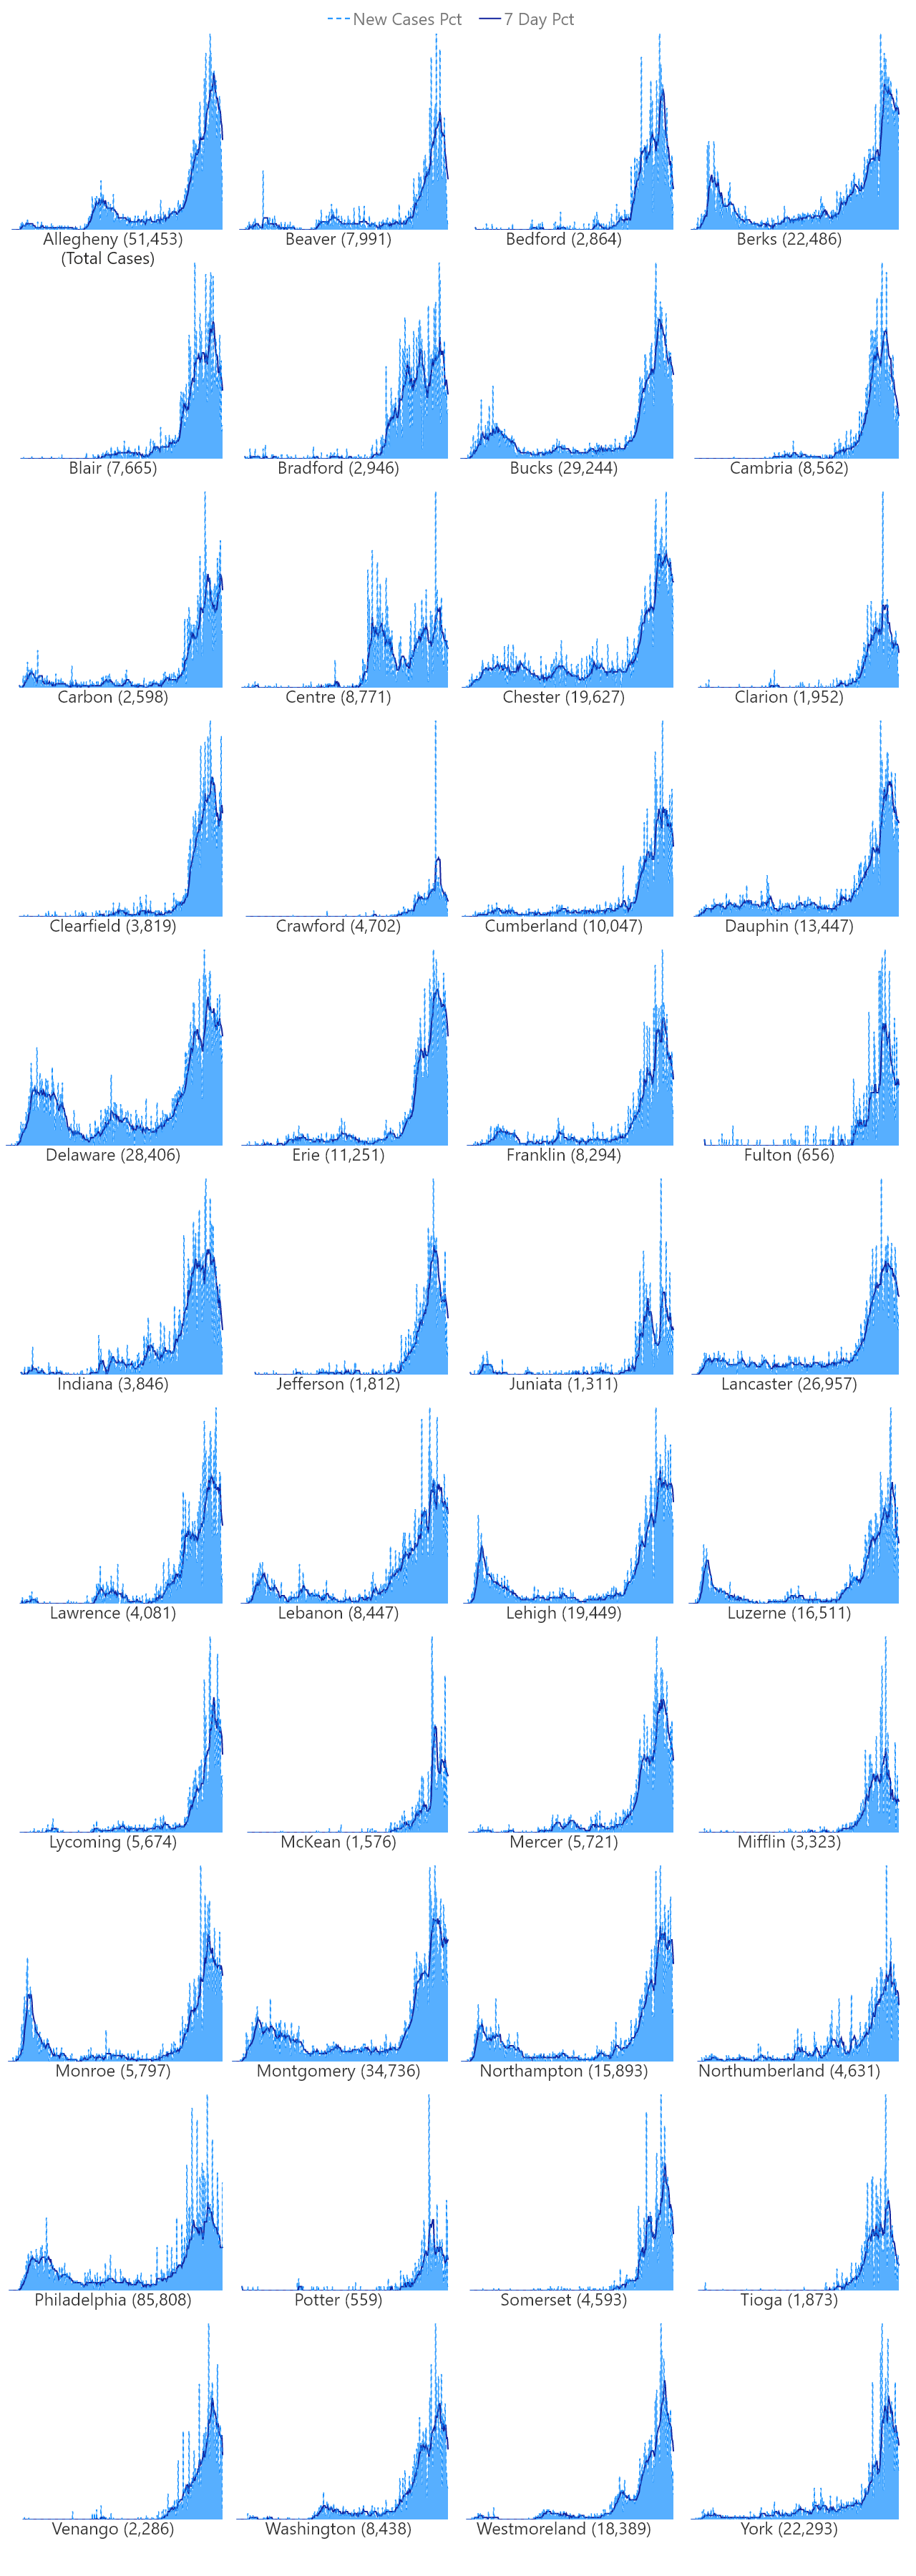 New Cases Pct 7 Day Pct
Allegheny (51,453) Beaver (7,991) Bedford (2,864) Berks (22,486)
(Total Cases)
Blair (7,665) Bradford (2,946) Bucks (29,244) Cambria (8,562)
Carbon (2,598) Centre (8,771) Chester (19,627) Clarion (1,952)
Clearfield (3,819) Crawford (4,702) Cumberland (10,047) Dauphin (13,447)
Delaware (28,406) Erie (11,251) Franklin (8,294) Fulton (656)
Indiana (3,846) Jefferson (1,812) Juniata (1,311) Lancaster (26,957)
Lawrence (4,081) Lebanon (8,447) Lehigh (19,449) Luzerne (16,511)
Lycoming (5,674) McKean (1,576) Mercer (5,721) Mifflin (3,323)
Monroe (5,797) Montgomery (34,736) Northampton (15,893) Northumberland (4,631)
Philadelphia (85,808) Potter (559) Somerset (4,593) Tioga (1,873)
Venango (2,286) Washington (8,438) Westmoreland (18,389) York (22,293)